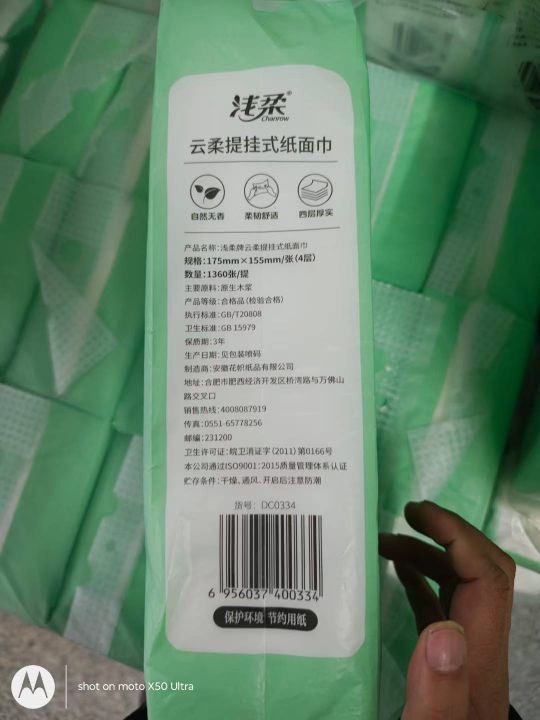 浅柔®
Chanrow
云柔提挂式纸面巾
自然无香 柔韧舒适 四层厚实
产品名称:浅柔牌云柔提挂式纸面巾
规格:175mm×155mm/张(4层)
数量:1360张/提
主要原料:原生木浆
产品等级:合格品(检验合格)
执行标准:GB/T20808
卫生标准:GB 15979
保质期:3年
生产日期:见包装喷码
制造商:安徽花帜纸品有限公司
地址:合肥市肥西经济开发区桥湾路与万佛山
路交叉口
销售热线:4008087919
传真:0551-65778256
邮编:231200
卫生许可证:皖卫消证字(2011)第0166号
本公司通过ISO9001:2015质量管理体系认证
贮存条件:干燥、通风、开启后注意防潮
货号:DC0334
6 956037 400334
保护环境 节约用纸
shot on moto X50 Ultra